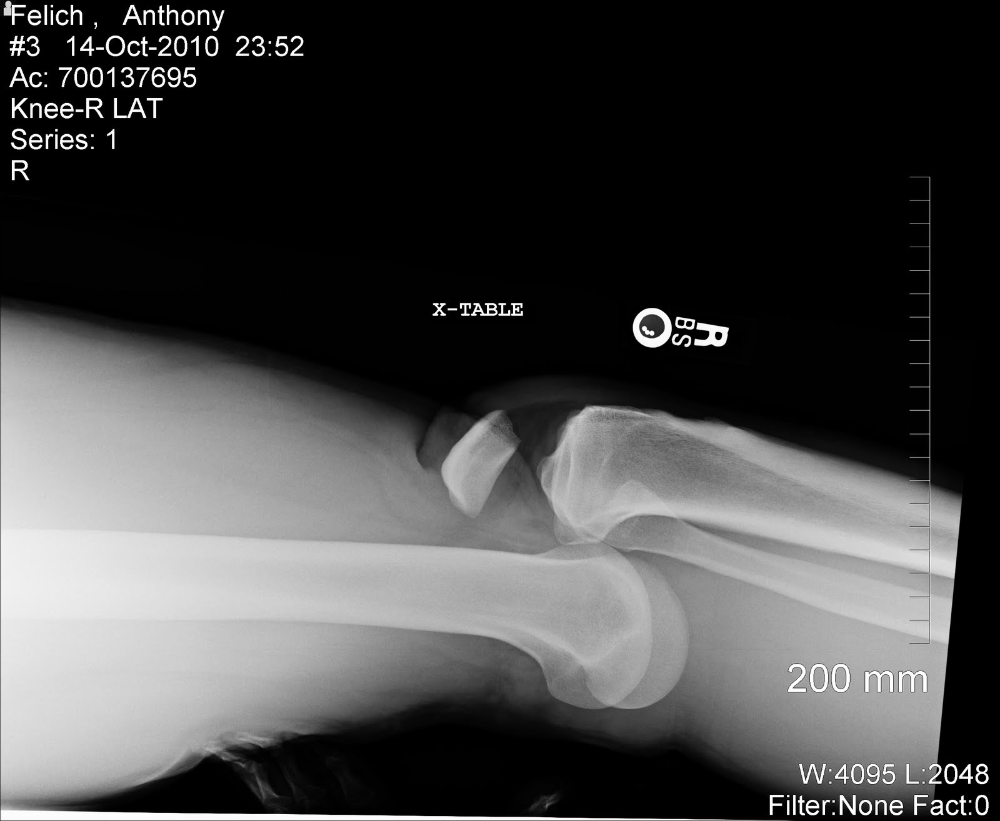 Felich ,   Anthony
#3   14-Oct-2010  23:52
Ac: 700137695
Knee-R LAT
Series: 1
R
X-TABLE
R
BS
200 mm
W:4095 L:2048
Filter:None Fact:0